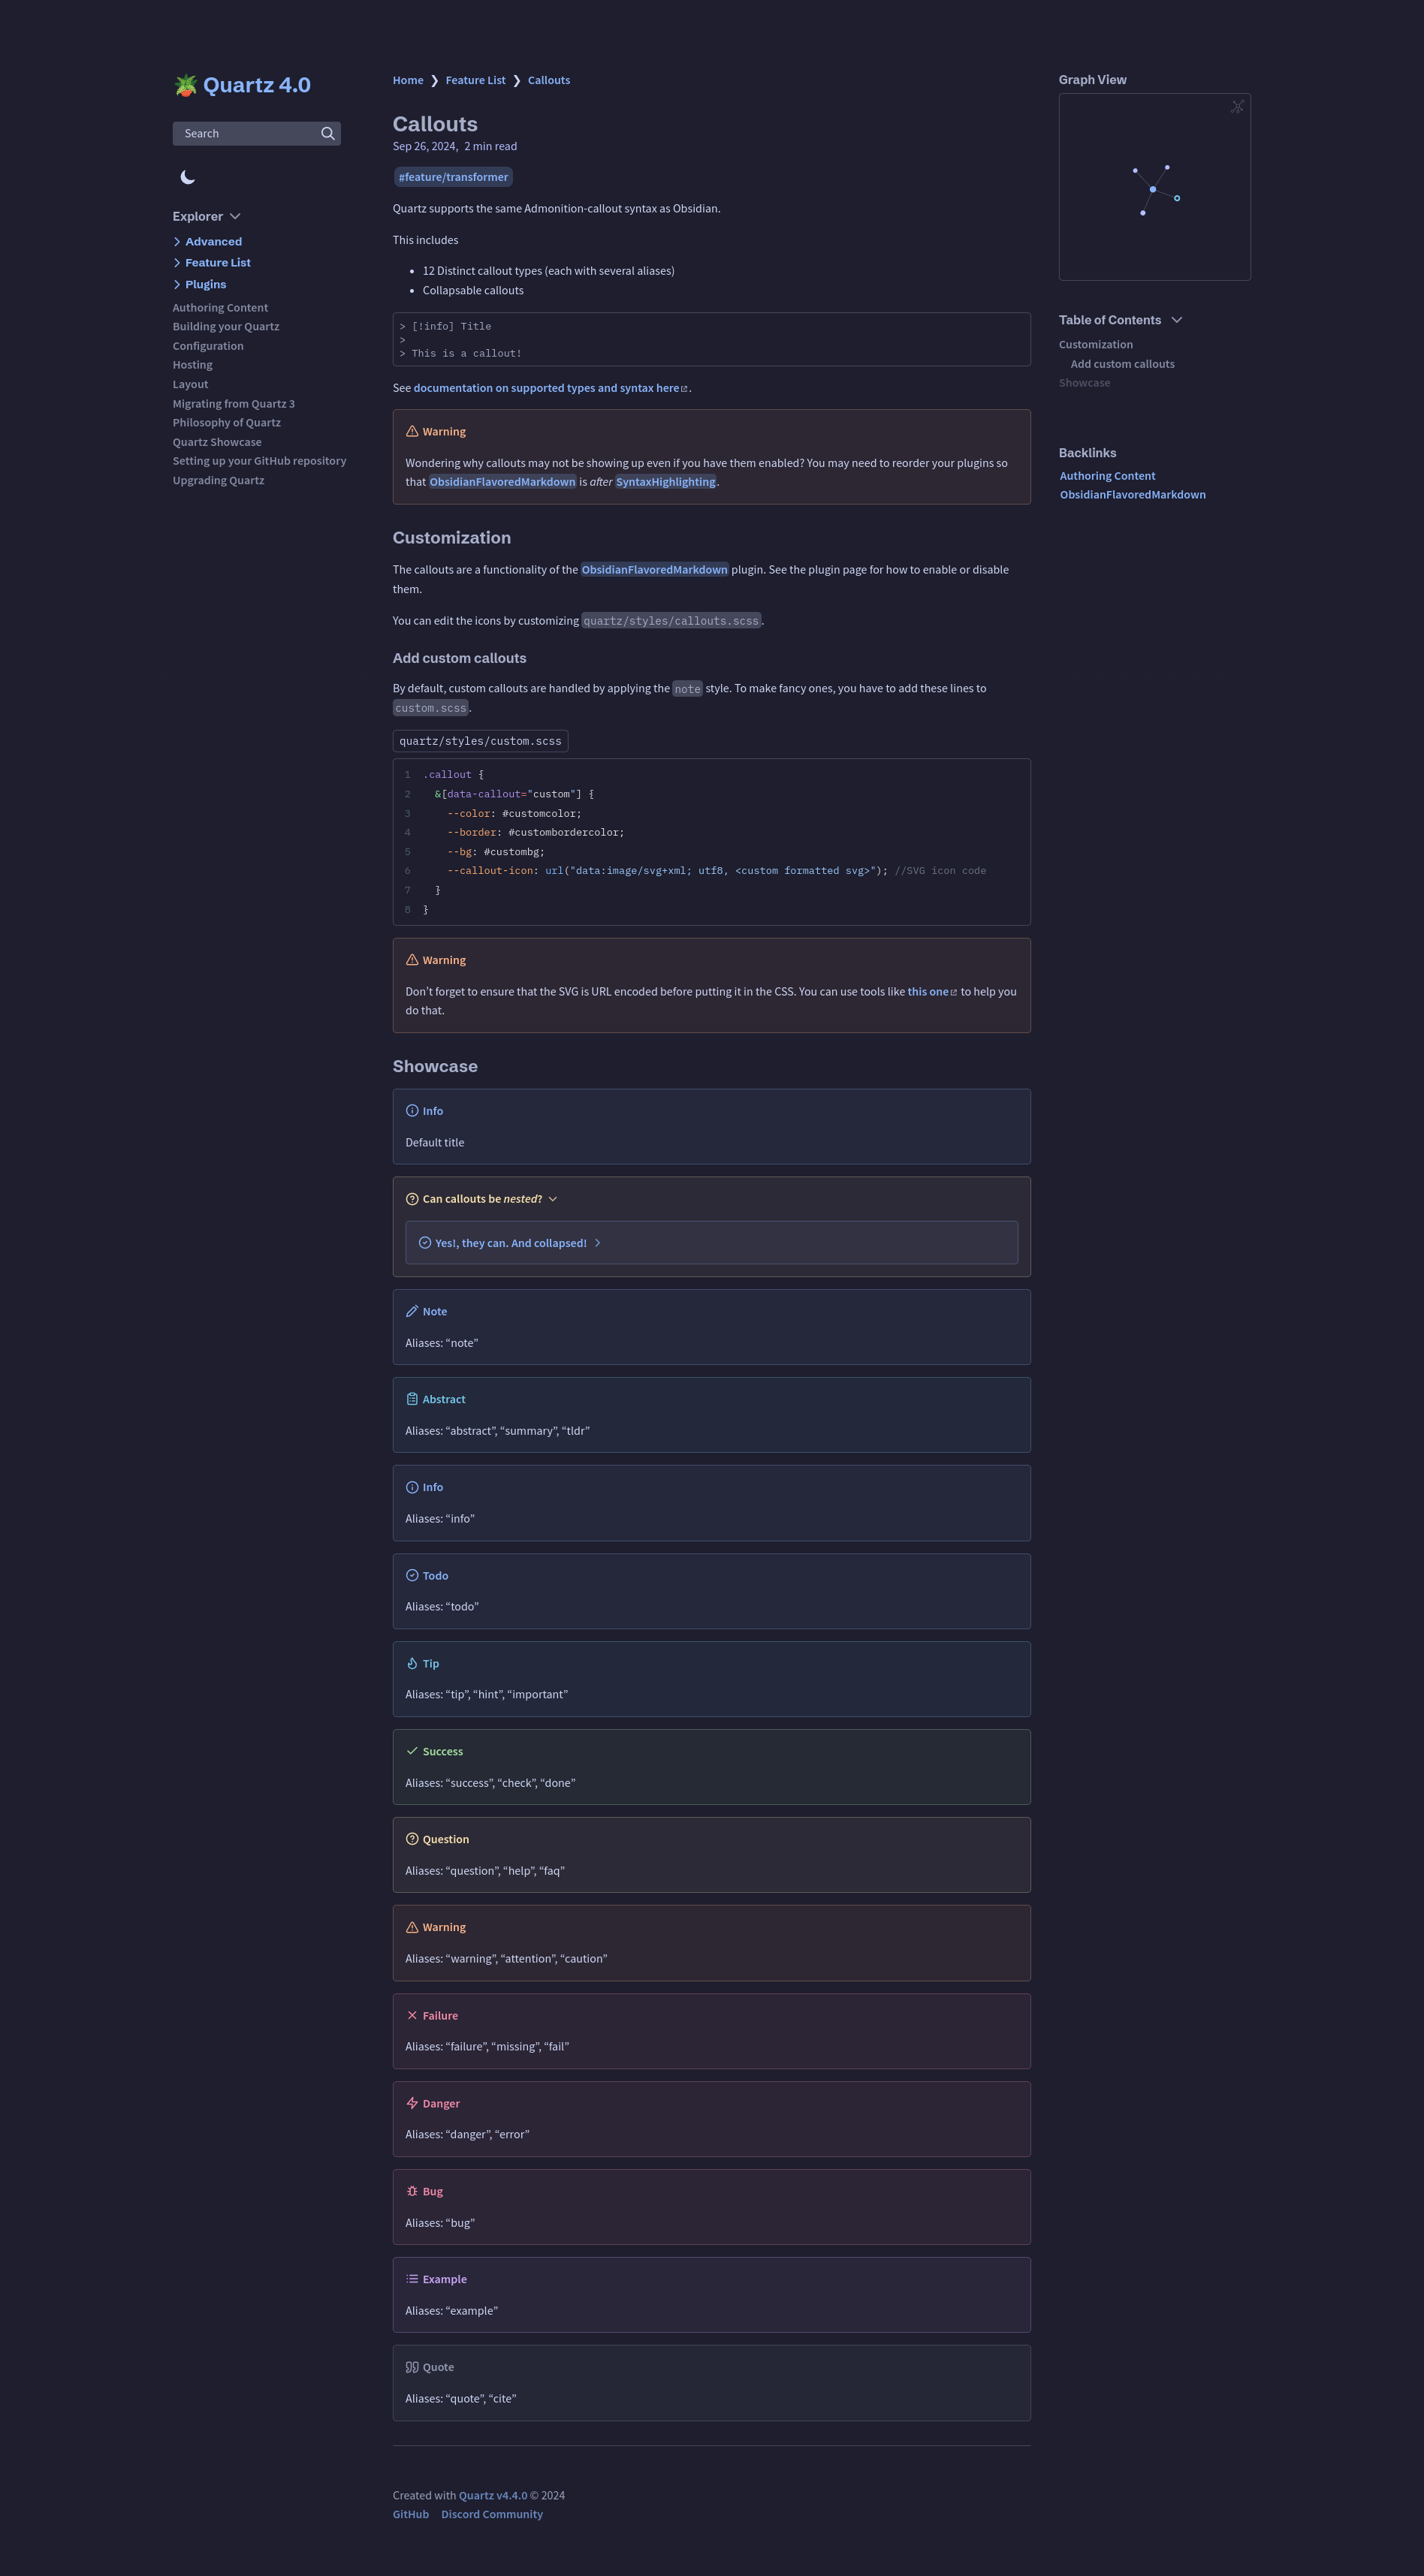 Quartz 4.0
Search
Explorer
Advanced
Feature List
Plugins
Authoring Content
Building your Quartz
Configuration
Hosting
Layout
Migrating from Quartz 3
Philosophy of Quartz
Quartz Showcase
Setting up your GitHub repository
Upgrading Quartz
Home ❯ Feature List ❯ Callouts
Callouts
Sep 26, 2024, 2 min read
#feature/transformer
Quartz supports the same Admonition-callout syntax as Obsidian.
This includes
• 12 Distinct callout types (each with several aliases)
• Collapsable callouts
> [!info] Title
>
> This is a callout!
See documentation on supported types and syntax here.
Warning
Wondering why callouts may not be showing up even if you have them enabled? You may need to reorder your plugins so
that ObsidianFlavoredMarkdown is after SyntaxHighlighting.
Customization
The callouts are a functionality of the ObsidianFlavoredMarkdown plugin. See the plugin page for how to enable or disable
them.
You can edit the icons by customizing quartz/styles/callouts.scss.
Add custom callouts
By default, custom callouts are handled by applying the note style. To make fancy ones, you have to add these lines to
custom.scss.
quartz/styles/custom.scss
1 .callout {
2 &[data-callout="custom"] {
3 --color: #customcolor;
4 --border: #custombordercolor;
5 --bg: #custombg;
6 --callout-icon: url("data:image/svg+xml; utf8, <custom formatted svg>"); //SVG icon code
7 }
8 }
Warning
Don’t forget to ensure that the SVG is URL encoded before putting it in the CSS. You can use tools like this one to help you
do that.
Showcase
Info
Default title
Can callouts be nested?
Yes!, they can. And collapsed!
Note
Aliases: “note”
Abstract
Aliases: “abstract”, “summary”, “tldr”
Info
Aliases: “info”
Todo
Aliases: “todo”
Tip
Aliases: “tip”, “hint”, “important”
Success
Aliases: “success”, “check”, “done”
Question
Aliases: “question”, “help”, “faq”
Warning
Aliases: “warning”, “attention”, “caution”
Failure
Aliases: “failure”, “missing”, “fail”
Danger
Aliases: “danger”, “error”
Bug
Aliases: “bug”
Example
Aliases: “example”
Quote
Aliases: “quote”, “cite”
Created with Quartz v4.4.0 © 2024
GitHub Discord Community
Graph View
Table of Contents
Customization
Add custom callouts
Showcase
Backlinks
Authoring Content
ObsidianFlavoredMarkdown